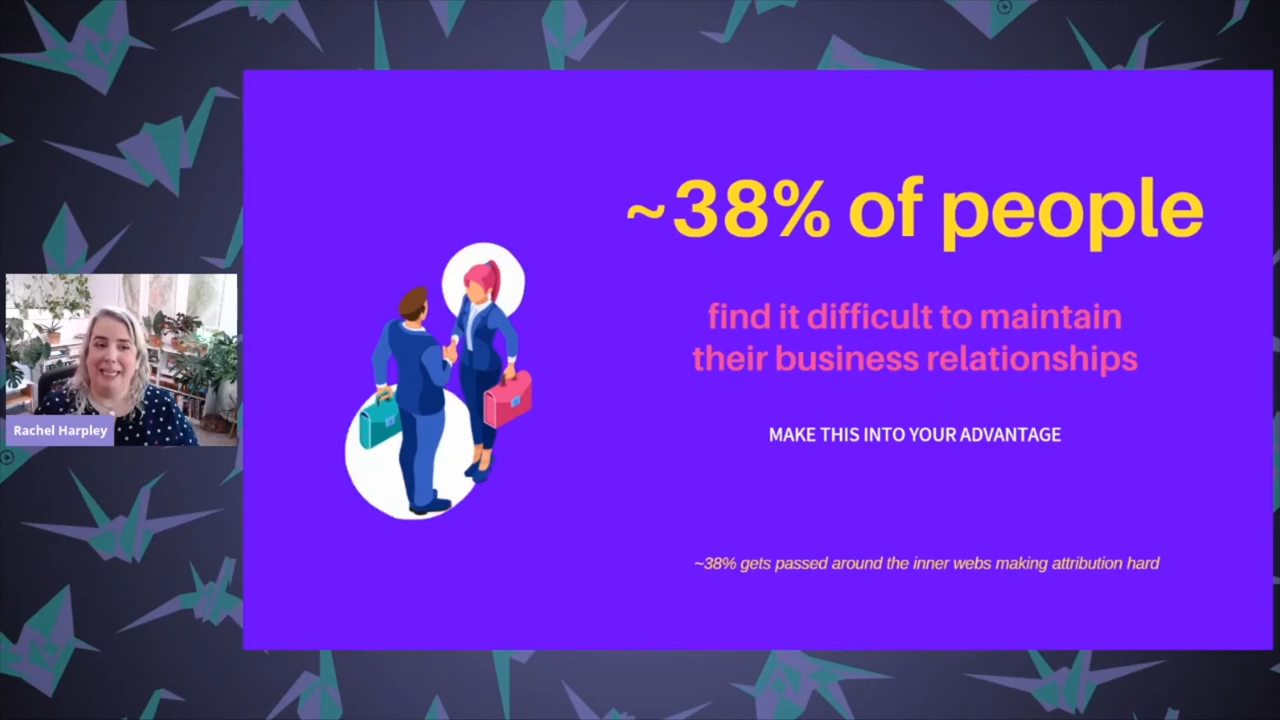 ~38% of people
find it difficult to maintain
their business relationships
MAKE THIS INTO YOUR ADVANTAGE
~38% gets passed around the inner webs making attribution hard
Rachel Harpley